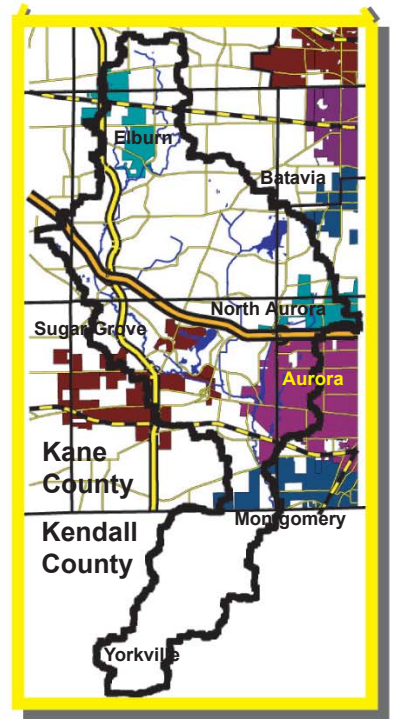 Elburn
Batavia
North Aurora
Sugar Grove
Aurora
Kane
County
Montgomery
Kendall
County
Yorkville